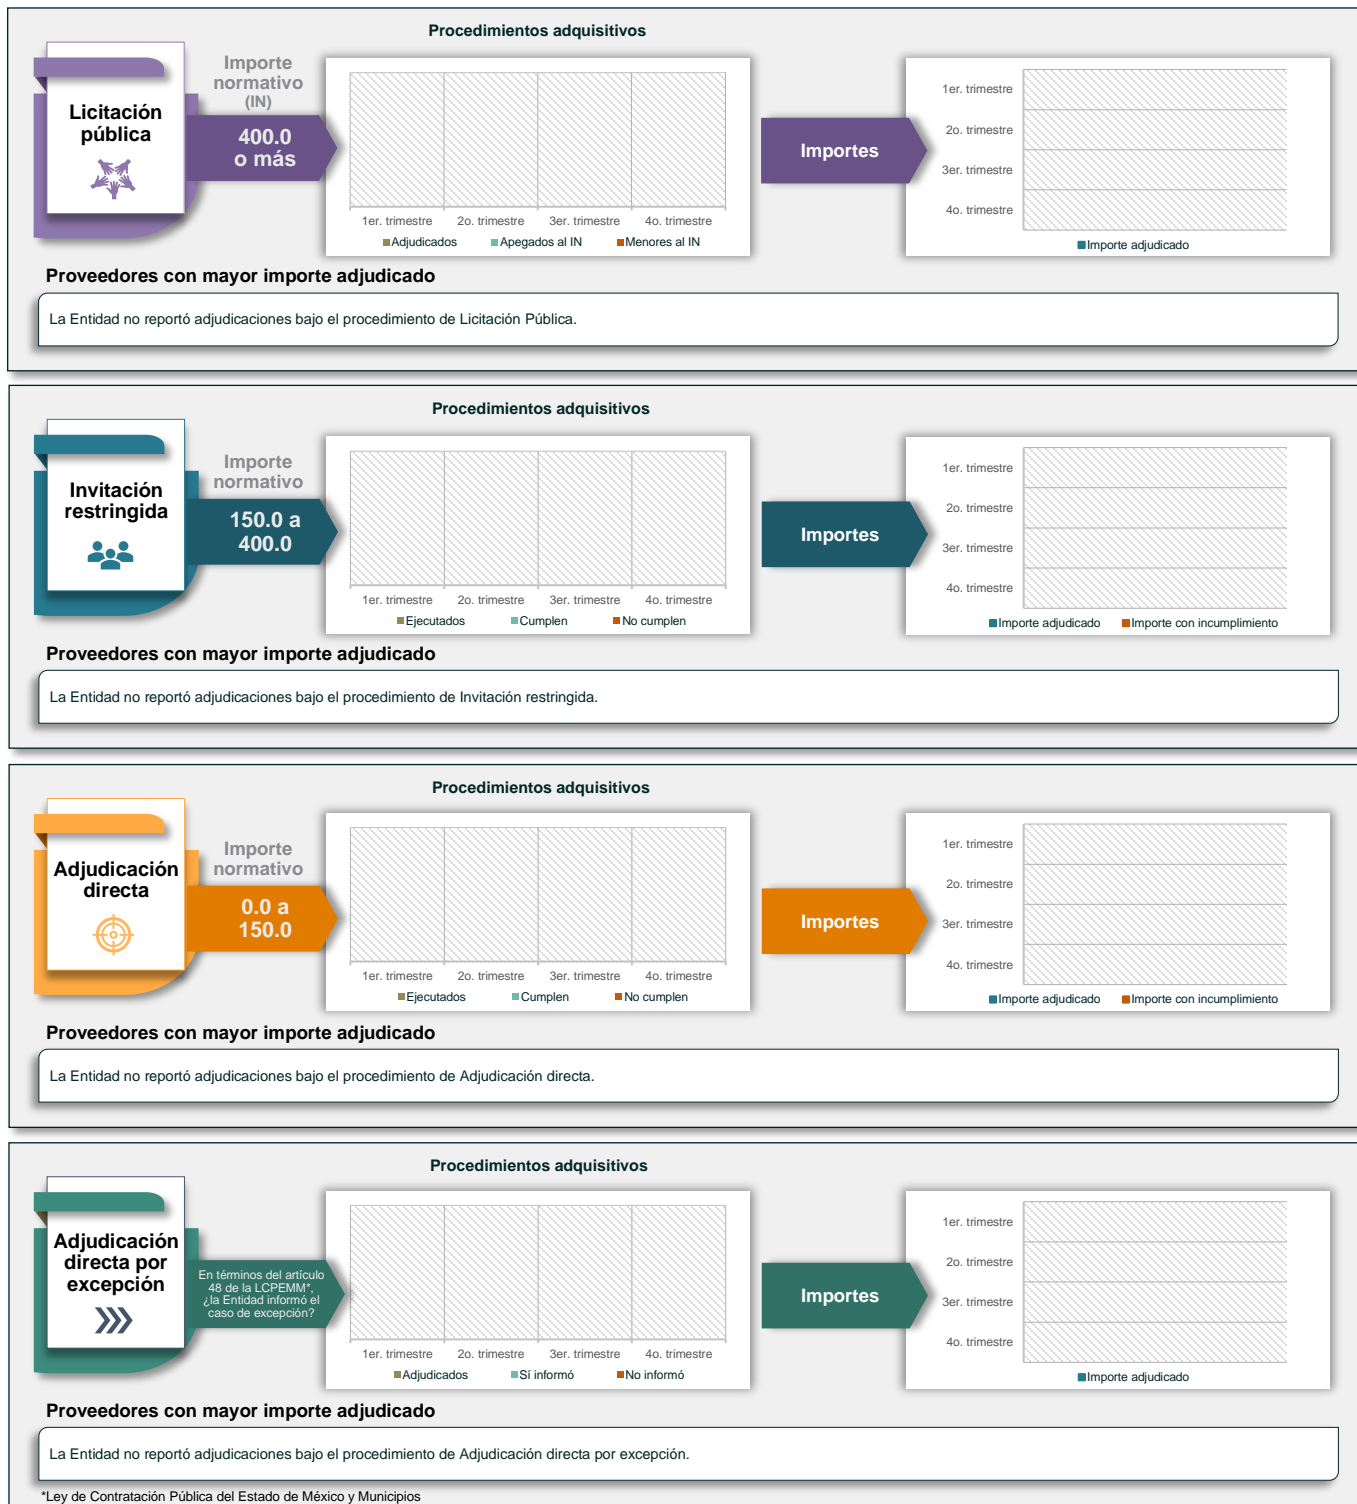 Procedimientos adquisitivos
Licitación
pública
Importe
normativo
(IN)
400.0
o más
1er. trimestre 2o. trimestre 3er. trimestre 4o. trimestre
Adjudicados Apegados al IN Menores al IN
Importes
1er. trimestre
2o. trimestre
3er. trimestre
4o. trimestre
Importe adjudicado
Proveedores con mayor importe adjudicado
La Entidad no reportó adjudicaciones bajo el procedimiento de Licitación Pública.
Procedimientos adquisitivos
Invitación
restringida
Importe
normativo
150.0 a
400.0
1er. trimestre 2o. trimestre 3er. trimestre 4o. trimestre
Ejecutados Cumplen No cumplen
Importes
1er. trimestre
2o. trimestre
3er. trimestre
4o. trimestre
Importe adjudicado Importe con incumplimiento
Proveedores con mayor importe adjudicado
La Entidad no reportó adjudicaciones bajo el procedimiento de Invitación restringida.
Procedimientos adquisitivos
Adjudicación
directa
Importe
normativo
0.0 a
150.0
1er. trimestre 2o. trimestre 3er. trimestre 4o. trimestre
Ejecutados Cumplen No cumplen
Importes
1er. trimestre
2o. trimestre
3er. trimestre
4o. trimestre
Importe adjudicado Importe con incumplimiento
Proveedores con mayor importe adjudicado
La Entidad no reportó adjudicaciones bajo el procedimiento de Adjudicación directa.
Procedimientos adquisitivos
Adjudicación
directa por
excepción
En términos del artículo
48 de la LCPEMM*,
¿la Entidad informó el
caso de excepción?
1er. trimestre 2o. trimestre 3er. trimestre 4o. trimestre
Adjudicados Sí informó No informó
Importes
1er. trimestre
2o. trimestre
3er. trimestre
4o. trimestre
Importe adjudicado
Proveedores con mayor importe adjudicado
La Entidad no reportó adjudicaciones bajo el procedimiento de Adjudicación directa por excepción.
*Ley de Contratación Pública del Estado de México y Municipios